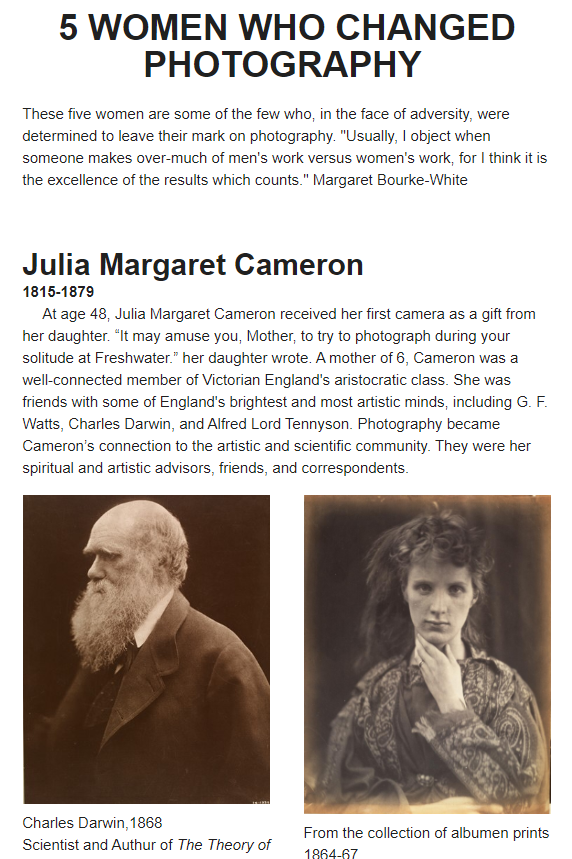 5 WOMEN WHO CHANGED
PHOTOGRAPHY
These five women are some of the few who, in the face of adversity, were
determined to leave their mark on photography. "Usually, I object when
someone makes over-much of men's work versus women's work, for I think it is
the excellence of the results which counts." Margaret Bourke-White
Julia Margaret Cameron
1815-1879
At age 48, Julia Margaret Cameron received her first camera as a gift from
her daughter. “It may amuse you, Mother, to try to photograph during your
solitude at Freshwater.” her daughter wrote. A mother of 6, Cameron was a
well-connected member of Victorian England's aristocratic class. She was
friends with some of England's brightest and most artistic minds, including G. F.
Watts, Charles Darwin, and Alfred Lord Tennyson. Photography became
Cameron’s connection to the artistic and scientific community. They were her
spiritual and artistic advisors, friends, and correspondents.
Charles Darwin,1868
Scientist and Authur of The Theory of
From the collection of albumen prints
1864-67